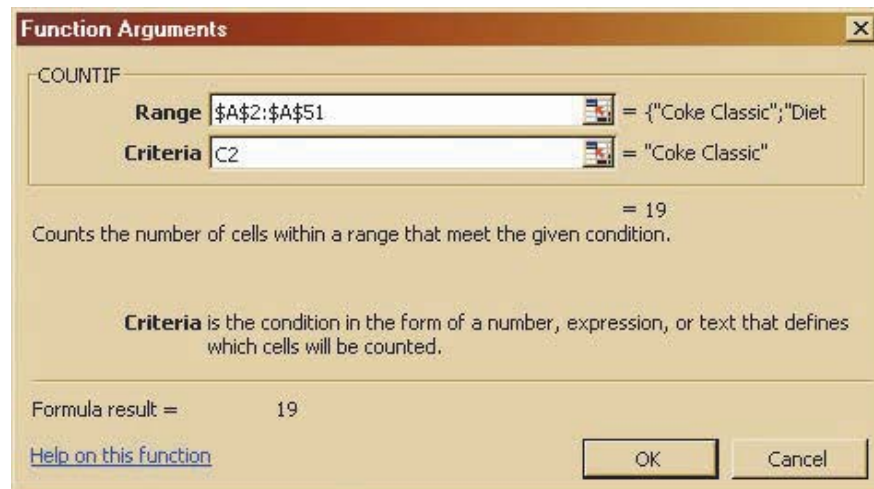 Function Arguments
COUNTIF
Range $A$2:$A$51 = {"Coke Classic";"Diet
Criteria C2 = "Coke Classic"
= 19
Counts the number of cells within a range that meet the given condition.
Criteria is the condition in the form of a number, expression, or text that defines
which cells will be counted.
Formula result = 19
Help on this function
OK Cancel